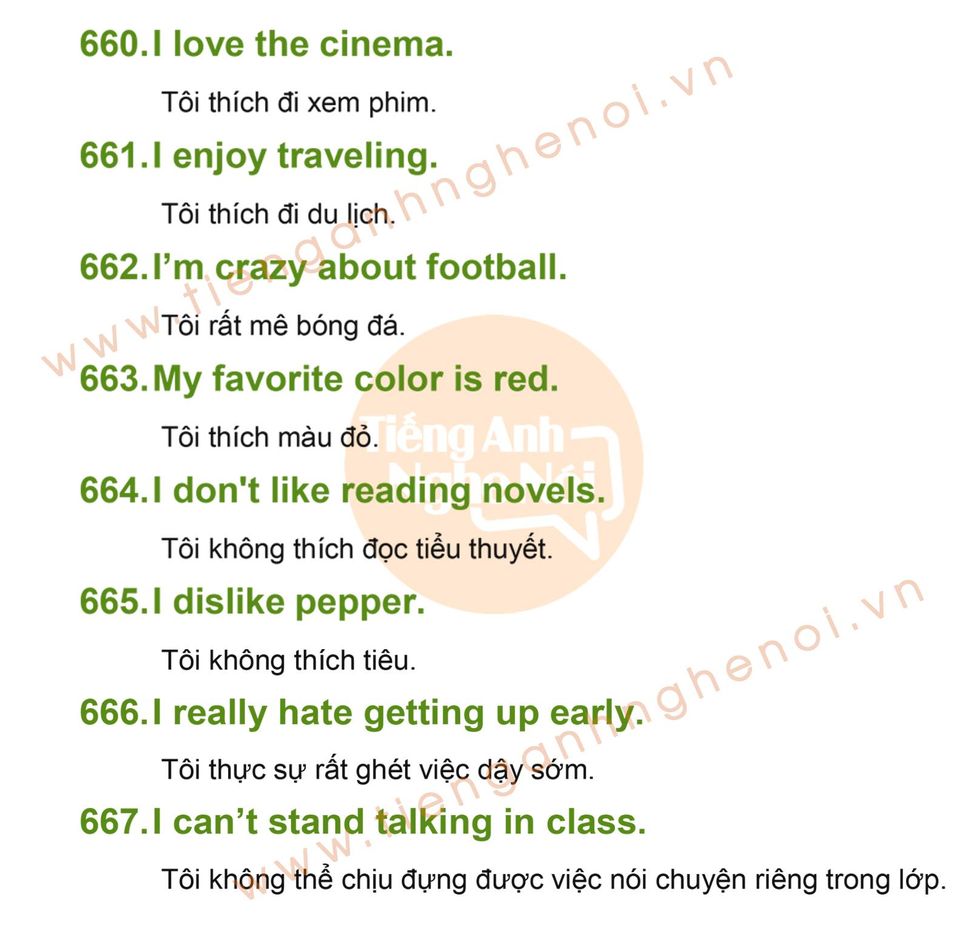 660. I love the cinema.
Tôi thích đi xem phim.
661. I enjoy traveling.
Tôi thích đi du lịch.
662. I’m crazy about football.
Tôi rất mê bóng đá.
663. My favorite color is red.
Tôi thích màu đỏ.
664. I don't like reading novels.
Tôi không thích đọc tiểu thuyết.
665. I dislike pepper.
Tôi không thích tiêu.
666. I really hate getting up early.
Tôi thực sự rất ghét việc dậy sớm.
667. I can’t stand talking in class.
Tôi không thể chịu đựng được việc nói chuyện riêng trong lớp.
www.tienganhnghenoi.vn
Tiếng Anh
Nghe Nói
www.tienganhnghenoi.vn